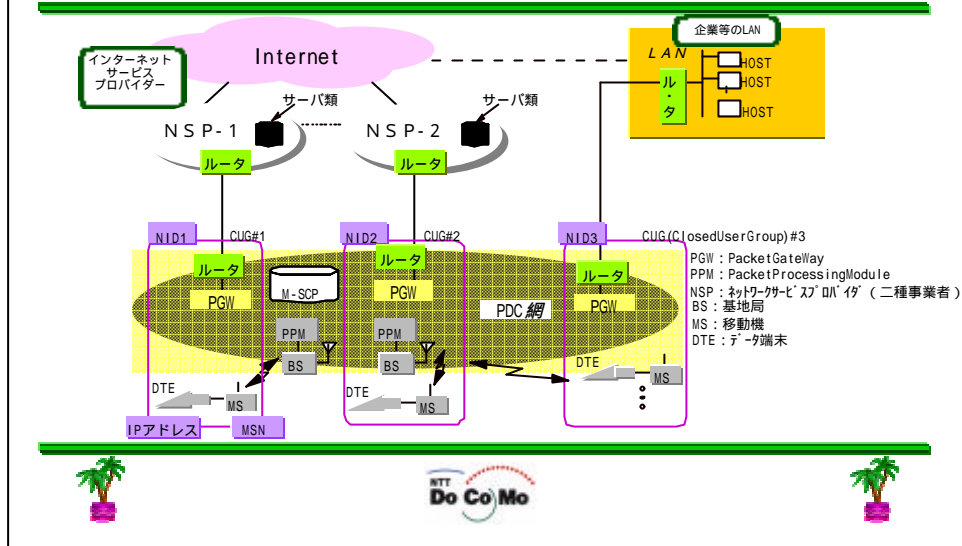 企業等のLAN
インターネット
サービス
プロバイダー
Internet
LAN
HOST
HOST
HOST
ル・タ
サーバ類
サーバ類
NSP-1
NSP-2
ルータ
ルータ
NID1
CUG#1
NID2
CUG#2
NID3
CUG(ClosedUserGroup)#3
ルータ
ルータ
ルータ
PGW
M-SCP
PGW
PDC網
PGW
PGW：PacketGateWay
PPM：PacketProcessingModule
NSP：ﾈｯﾄﾜｰｸｻｰﾋﾞｽﾌﾟﾛﾊﾞｲﾀﾞ（二種事業者）
BS：基地局
MS：移動機
DTE：ﾃﾞｰﾀ端末
PPM
PPM
BS
BS
DTE
MS
DTE
MS
DTE
MS
IPアドレス
MSN
NTT
DoCoMo